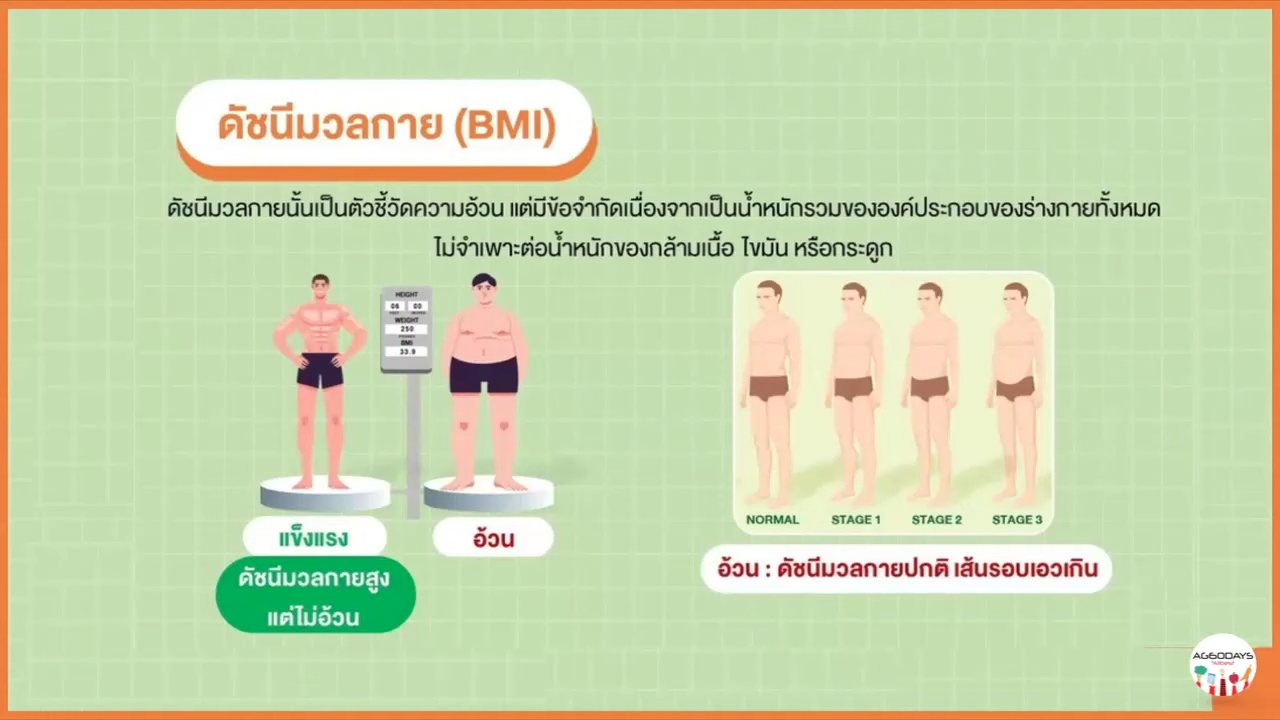 ดัชนีมวลกาย (BMI)
ดัชนีมวลกายนั้นเป็นตัวชี้วัดความอ้วน แต่มีข้อจำกัดเนื่องจากเป็นน้ำหนักรวมขององค์ประกอบของร่างกายทั้งหมด
ไม่จำเพาะต่อน้ำหนักของกล้ามเนื้อ ไขมัน หรือกระดูก
HEIGHT
06 00
WEIGHT
250
BMI
33.9
แข็งแรง
อ้วน
ดัชนีมวลกายสูง
แต่ไม่อ้วน
NORMAL STAGE 1 STAGE 2 STAGE 3
อ้วน : ดัชนีมวลกายปกติ เส้นรอบเอวเกิน
AG60DAYS